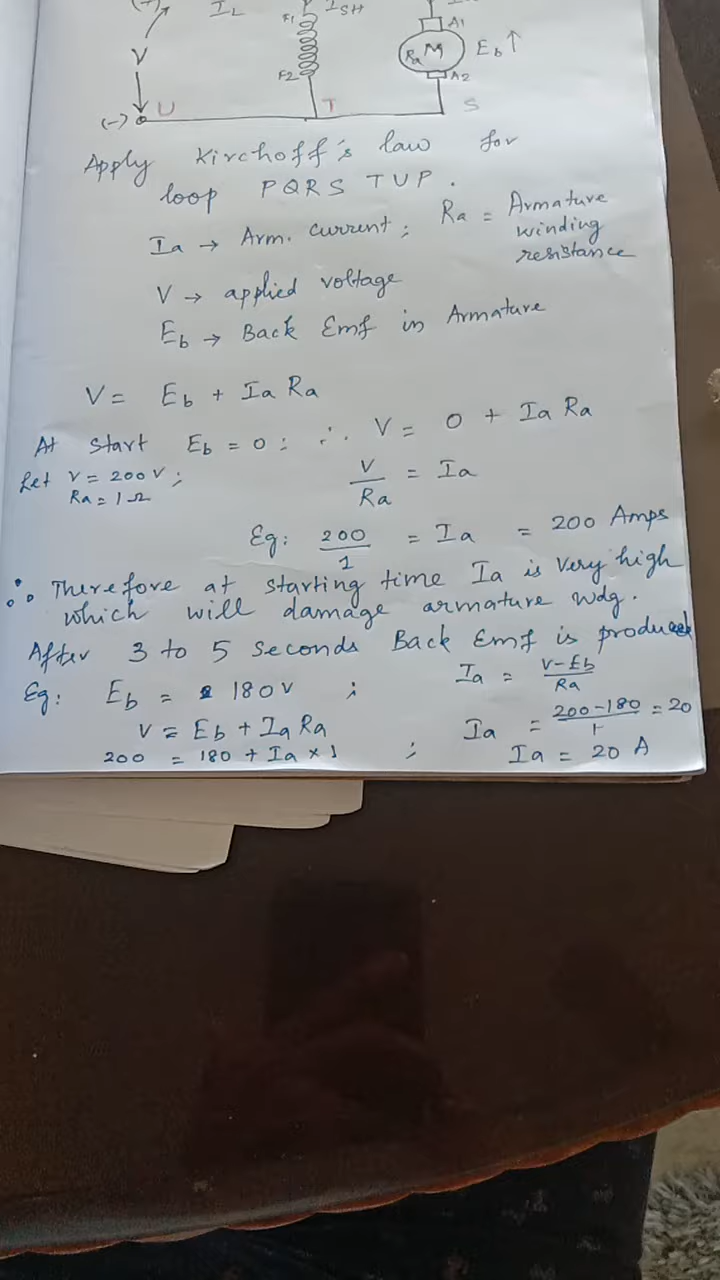 (+) IL F1 ISH
A1
V Ra M Eb ↑
F2 A2
(-) U T S
Apply Kirchoff's law for
loop PQRS TUP.
Ia → Arm. current; Ra = Armature
winding
resistance
V → applied voltage
Eb → Back Emf in Armature
V = Eb + Ia Ra
At start Eb = 0; ∴ V = 0 + Ia Ra
Let V = 200 V; V/Ra = Ia
Ra = 1 Ω
Eg: 200/1 = Ia = 200 Amps
∴ Therefore at starting time Ia is very high
which will damage armature wdg.
After 3 to 5 seconds Back Emf is produced
Eg: Eb = 180 V ; Ia = V-Eb/Ra
V = Eb + Ia Ra Ia = 200-180/1 = 20
200 = 180 + Ia × 1 ; Ia = 20 A